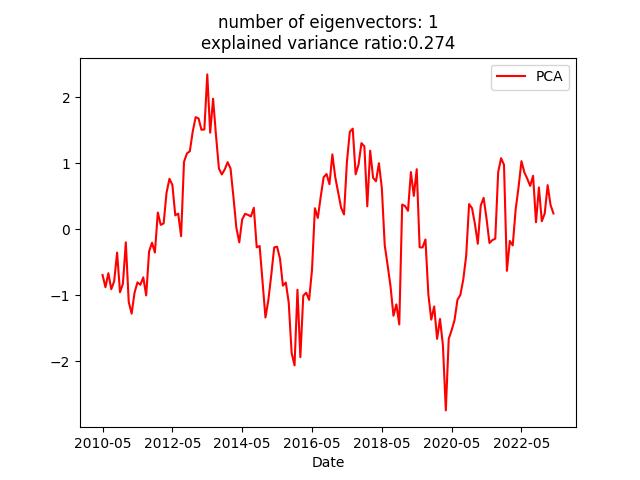 number of eigenvectors: 1
explained variance ratio:0.274
PCA
2
1
0
−1
−2
2010-05 2012-05 2014-05 2016-05 2018-05 2020-05 2022-05
Date